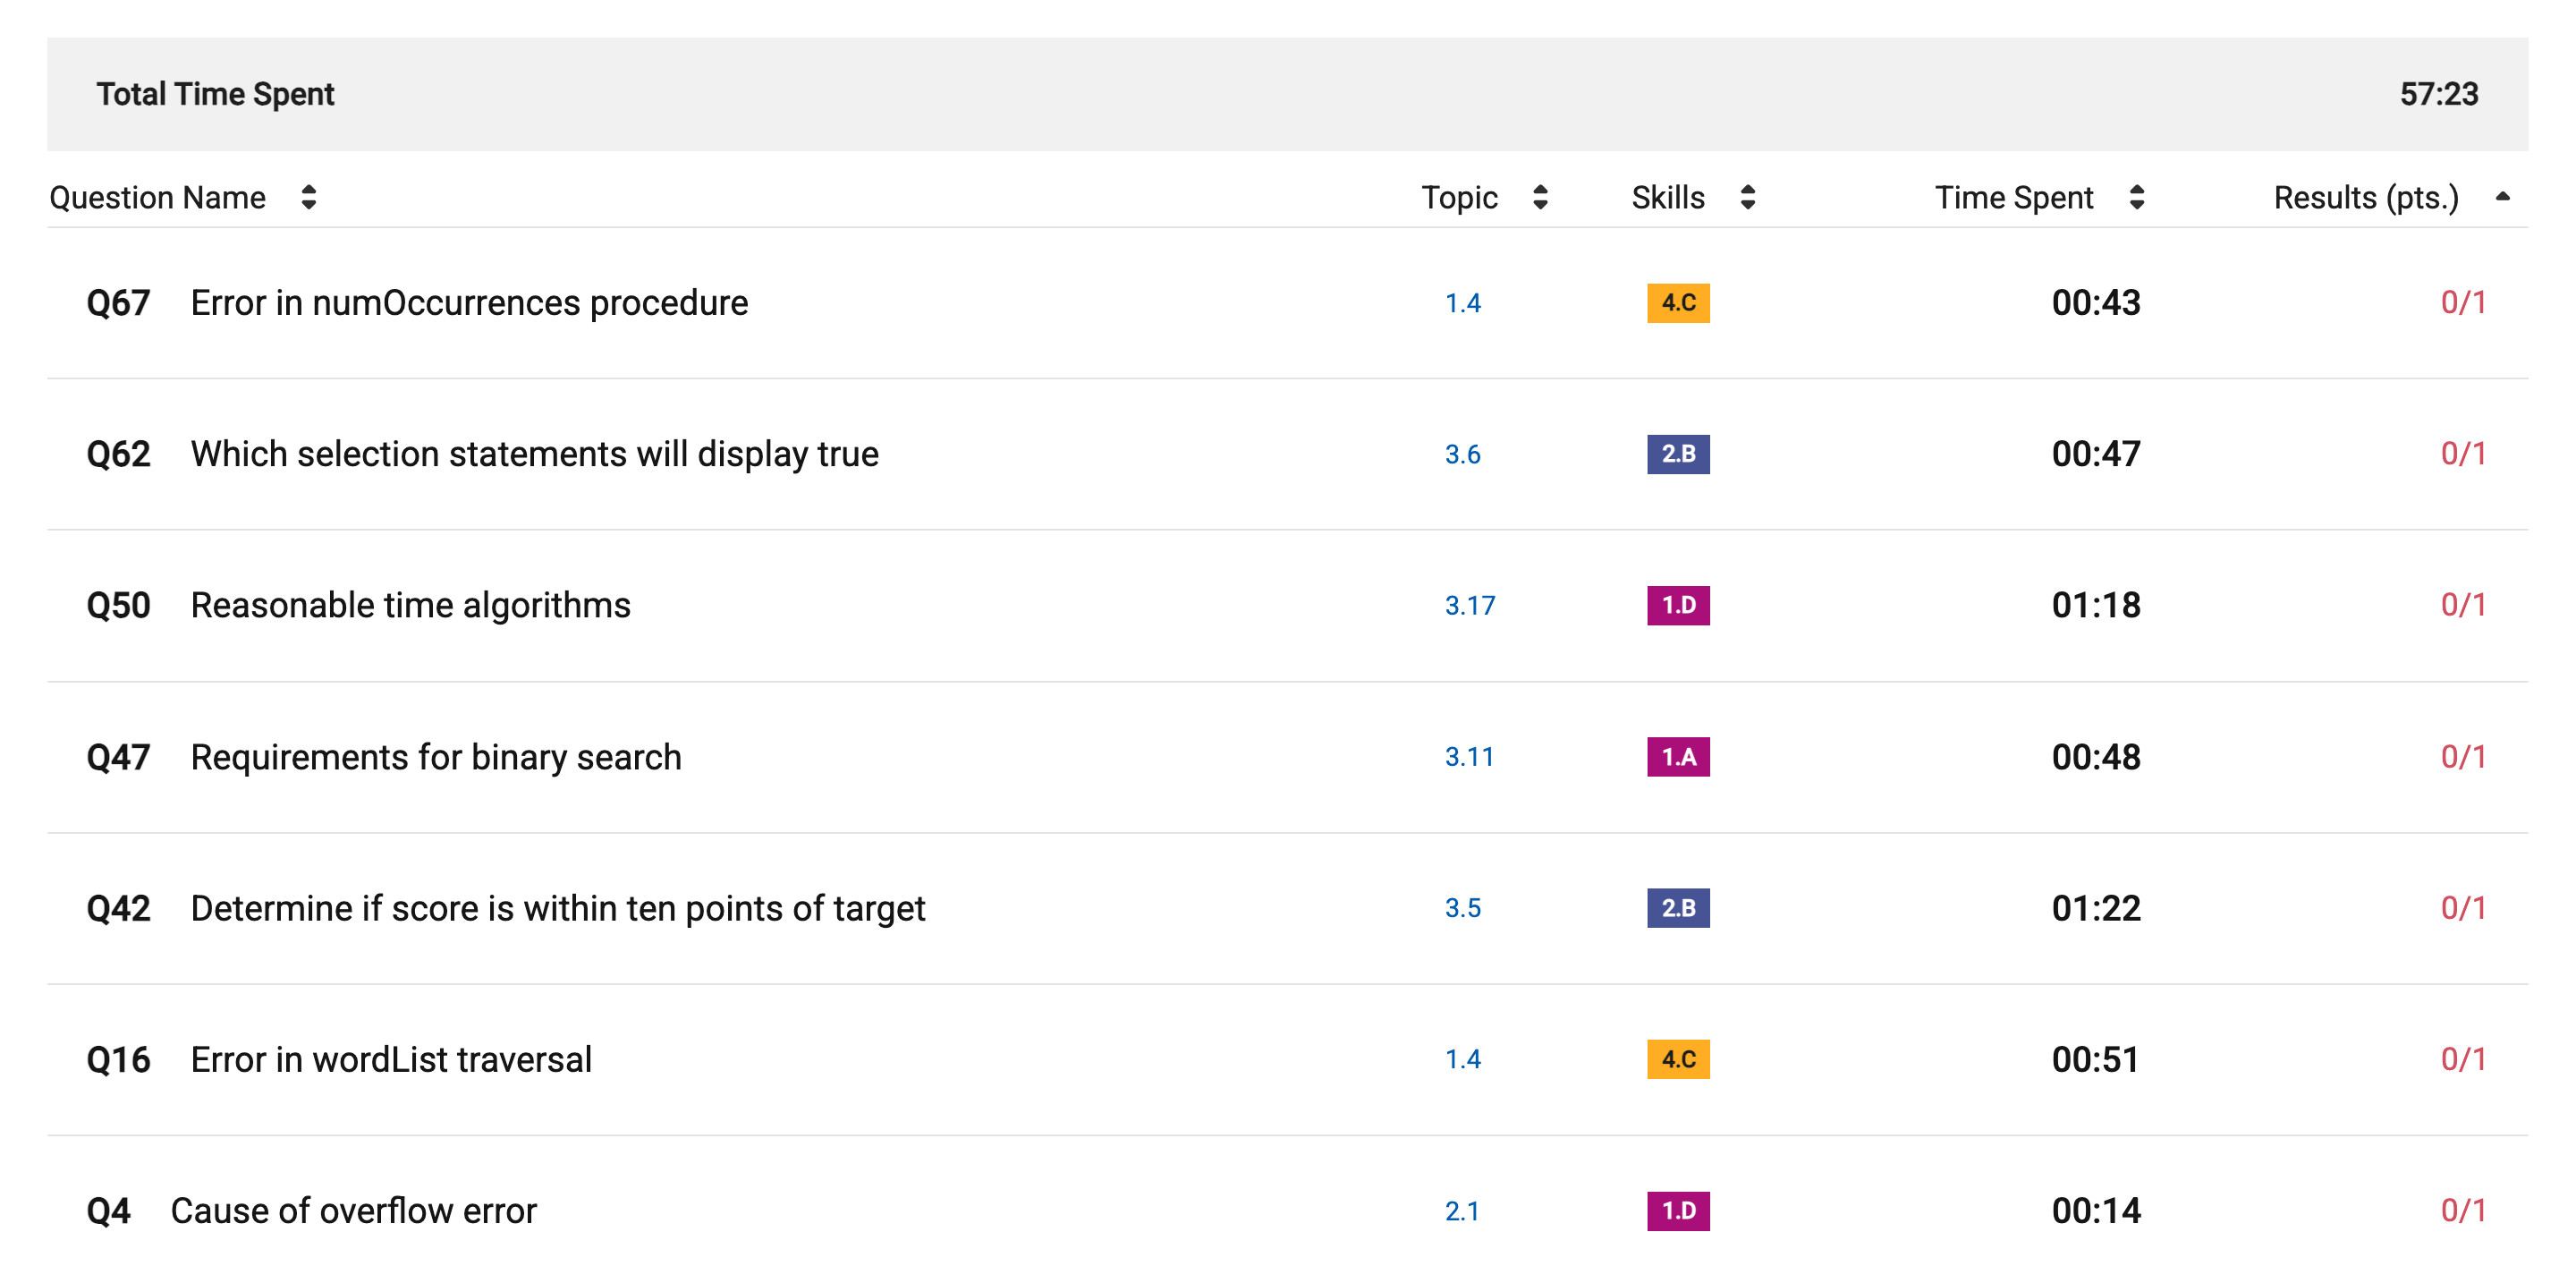 Total Time Spent 57:23
Question Name Topic Skills Time Spent Results (pts.)
Q67 Error in numOccurrences procedure 1.4 4.C 00:43 0/1
Q62 Which selection statements will display true 3.6 2.B 00:47 0/1
Q50 Reasonable time algorithms 3.17 1.D 01:18 0/1
Q47 Requirements for binary search 3.11 1.A 00:48 0/1
Q42 Determine if score is within ten points of target 3.5 2.B 01:22 0/1
Q16 Error in wordList traversal 1.4 4.C 00:51 0/1
Q4 Cause of overflow error 2.1 1.D 00:14 0/1